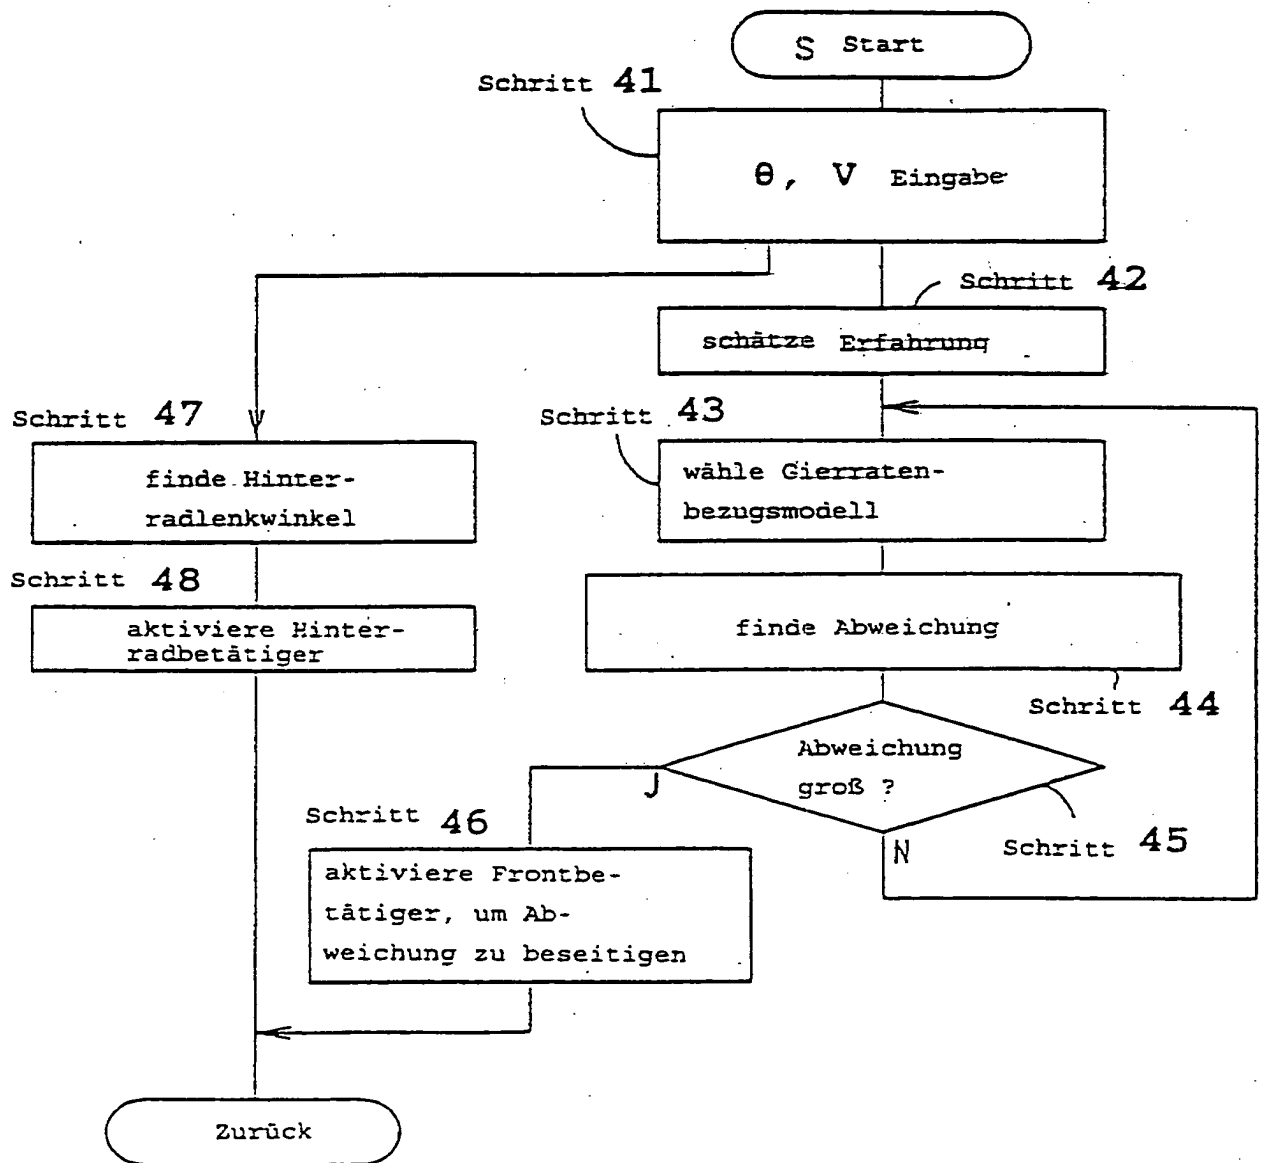 S Start
Schritt 41
θ, V Eingabe
Schritt 42
schätze Erfahrung
Schritt 43
wähle Gierraten-
bezugsmodell
Schritt 47
finde Hinter-
radlenkwinkel
Schritt 48
aktiviere Hinter-
radbetätiger
finde Abweichung
Schritt 44
Abweichung
groß ?
J
N
Schritt 45
Schritt 46
aktiviere Frontbe-
tätiger, um Ab-
weichung zu beseitigen
Zurück